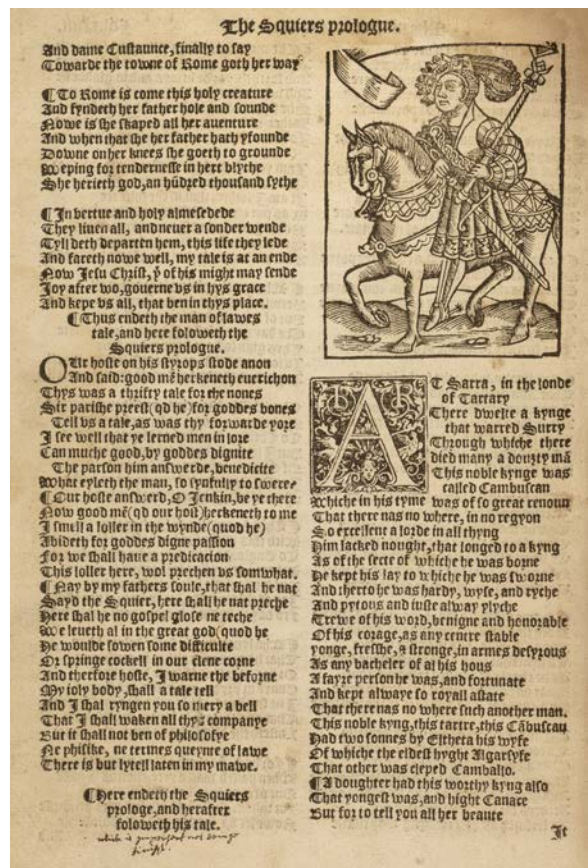 The Squiers prologue.
And dame Custaunce, finally to say
Towarde the towne of Rome goth her way
¶ To Rome is come this holy creature
And fyndeth her father hole and sounde
Nowe is she skaped all her auenture
And when that she her father hath yfounde
Downe on her knees she goeth to grounde
Weping for tendernesse in hert blythe
She herieth god, an hūdred thousand sythe
¶ In vertue and holy almesdede
They liuen all, and neuer a sonder wende
Tyll deth departen hem, this life they lede
And fareth nowe well, my tale is at an ende
Now Jesu Christ, yͭ of his might may sende
Joy after wo, gouerne vs in hys grace
And kepe vs all, that ben in thys place.
¶ Thus endeth the man of lawes
tale, and here foloweth the
Squiers prologue.
OUr hoste on his styrops stode anon
And said: good mē herkeneth euerichon
Thys was a thrifty tale for the nones
Sir parishe preest (qd he) for goddes bones
Tell vs a tale, as was thy forwarde yore
I see well that ye lerned men in lore
Can muche good, by goddes dignite
The parson him answerde, benedicite
What eyleth the man, so synfully to swere
¶ Our hoste answerd, O Jenkin, be ye there
Now good mē (qd our host) herkeneth to me
I smell a loller in the wynde (quod he)
Abideth for goddes digne passion
For we shall haue a predicacion
This loller here, wol prechen vs somwhat.
¶ Nay by my fathers soule, that shal he nat
Sayd the Squier, here shall he nat preche
Here shal he no gospel glose ne teche
We leueth al in the great god (quod he
He woulde sowen some difficulte
Or springe cockell in our clene corne
And therfore hoste, I warne the beforne
My ioly body, shall a tale tell
And I shal ryngen you so mery a bell
That I shall waken all thys companye
But it shall not ben of philosofye
Ne phisike, ne termes queynte of lawe
There is but lytell laten in my mawe.
¶ Here endeth the Squiers
prologe, and herafter
foloweth his tale.
which is
AT Sarra, in the londe
of Tartary
There dwelte a kynge
that warred Surry
Through whiche there
died many a douzty mā
This noble kynge was
called Cambuscan
Whiche in his tyme was of so great renoun
That there nas no where, in no regyon
So excellent a lorde in all thyng
Him lacked nought, that longed to a kyng
As of the secte of whiche he was borne
He kept his lay to whiche he was sworne
And therto he was hardy, wyse, and ryche
And pytous and iuste alway ylyche
Trewe of his word, benigne and honorable
Of his corage, as any centre stable
yonge, freshe, & stronge, in armes desyrous
As any bacheler of al his hous
A fayre person he was, and fortunate
And kept alwaye so royall astate
That there nas no where such another man.
This noble kyng, this tartre, this Cābuscan
Had two sonnes by Eltheta his wyfe
Of whiche the eldest hyght Algarsyfe
That other was cleped Camballo.
¶ A doughter had this worthy kyng also
That yongest was, and hight Canace
But for to tell you all her beaute
It